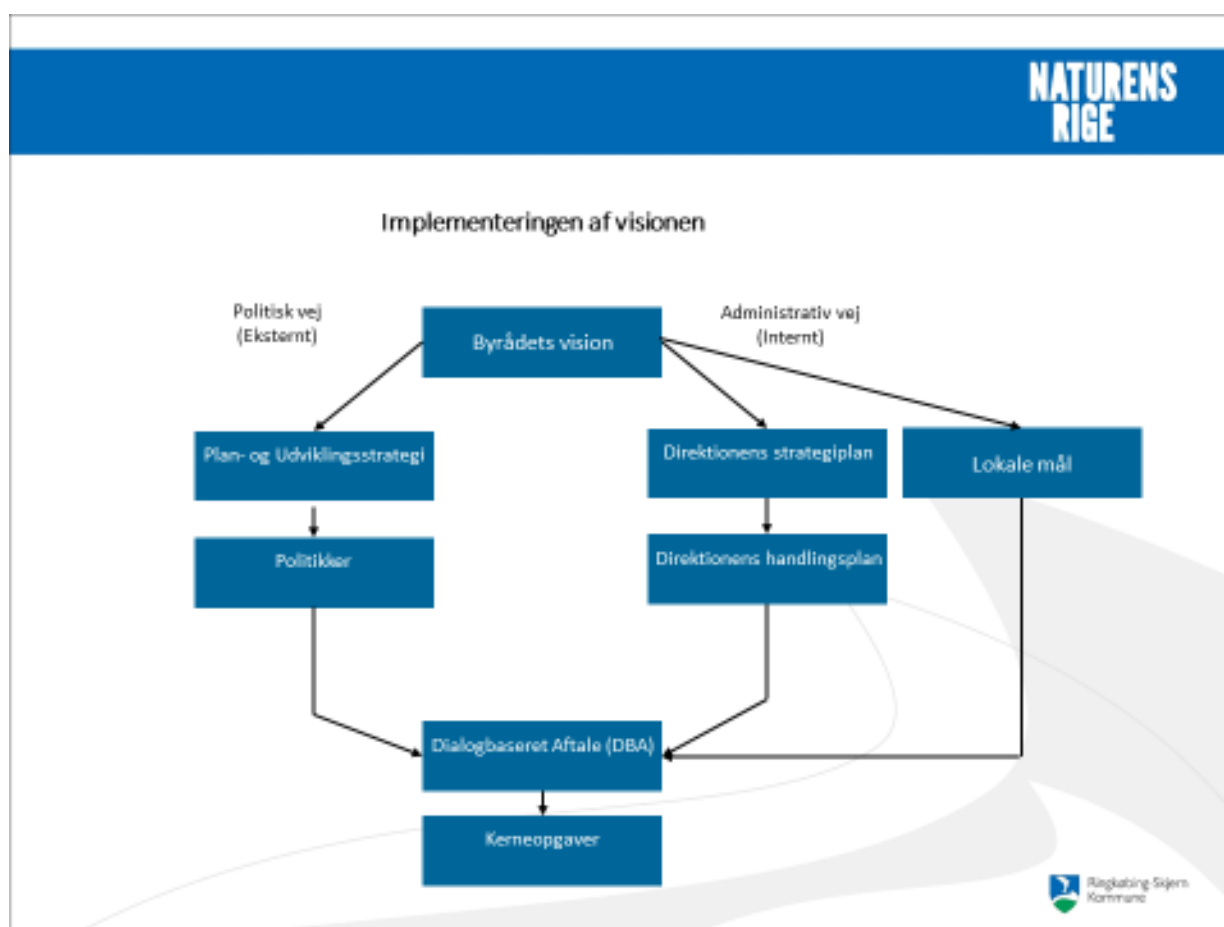 NATURENS
RIGE
Implementeringen af visionen
Politisk vej
(Eksternt)
Byrådets vision
Administrativ vej
(Internt)
Plan- og Udviklingsstrategi
Direktionens strategiplan
Lokale mål
Politikker
Direktionens handlingsplan
Dialogbaseret Aftale (DBA)
Kerneopgaver
Ringkøbing-Skjern
Kommune